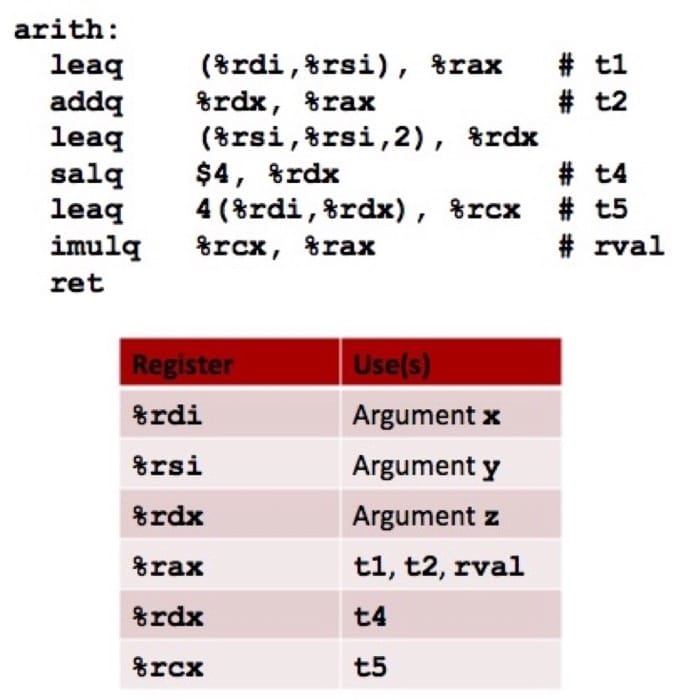 arith:
leaq (%rdi,%rsi), %rax # t1
addq %rdx, %rax # t2
leaq (%rsi,%rsi,2), %rdx
salq $4, %rdx # t4
leaq 4(%rdi,%rdx), %rcx # t5
imulq %rcx, %rax # rval
ret
Register Use(s)
%rdi Argument x
%rsi Argument y
%rdx Argument z
%rax t1, t2, rval
%rdx t4
%rcx t5